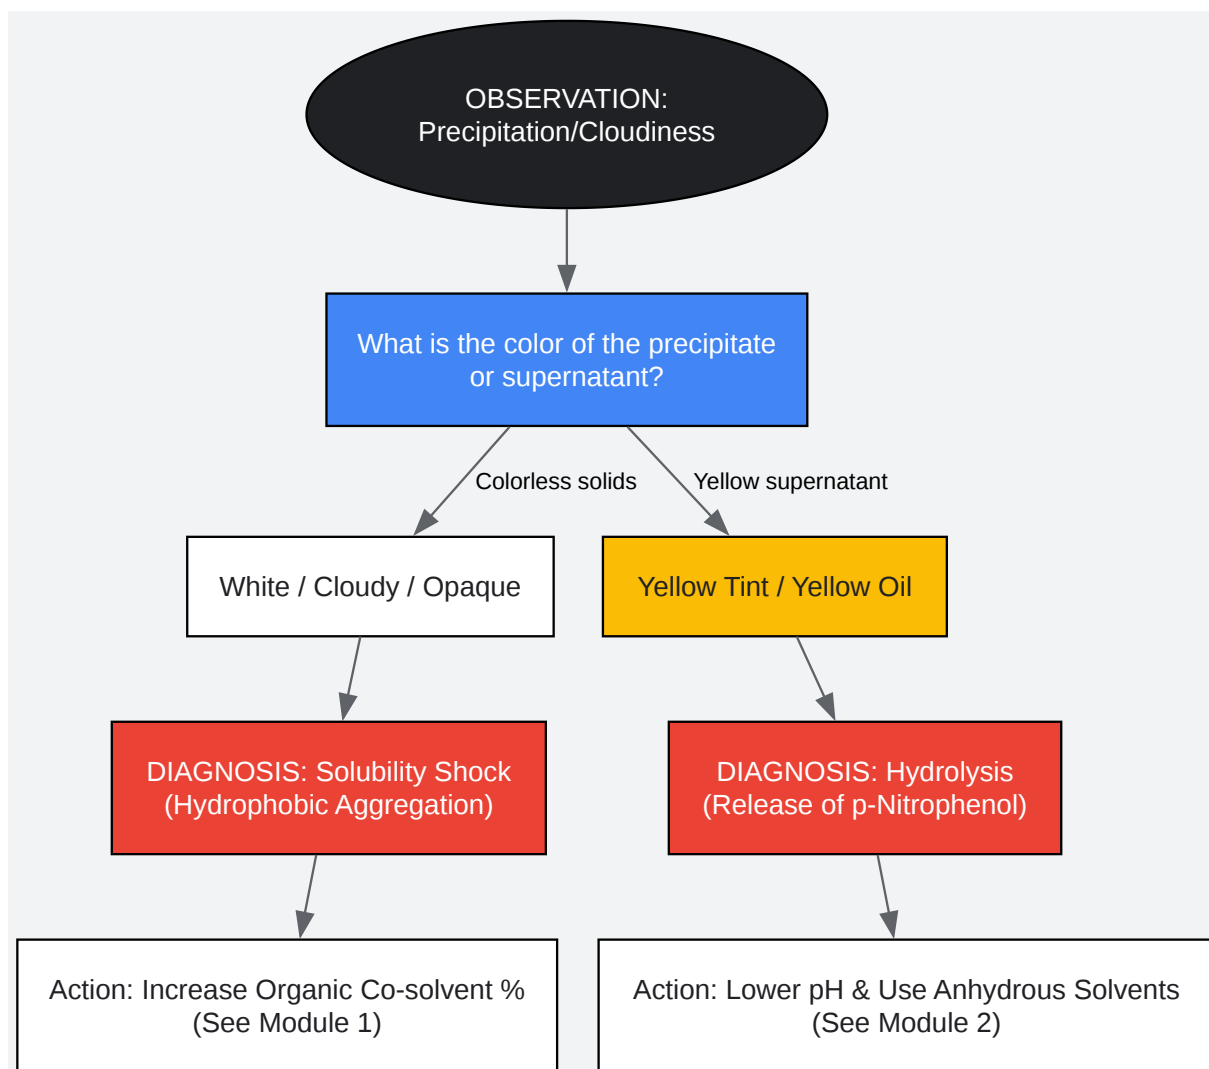 OBSERVATION:
Precipitation/Cloudiness
What is the color of the precipitate
or supernatant?
Colorless solids
Yellow supernatant
White / Cloudy / Opaque
Yellow Tint / Yellow Oil
DIAGNOSIS: Solubility Shock
(Hydrophobic Aggregation)
DIAGNOSIS: Hydrolysis
(Release of p-Nitrophenol)
Action: Increase Organic Co-solvent %
(See Module 1)
Action: Lower pH & Use Anhydrous Solvents
(See Module 2)